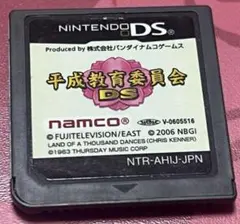 NINTENDO DS
Produced by 株式会社バンダイナムコゲームス
平成教育委員会
DS
namco V-0605516
© FUJITELEVISION/EAST © 2006 NBGI
LAND OF A THOUSAND DANCES (CHRIS KENNER)
©1963 THURSDAY MUSIC CORP
NTR-AHIJ-JPN